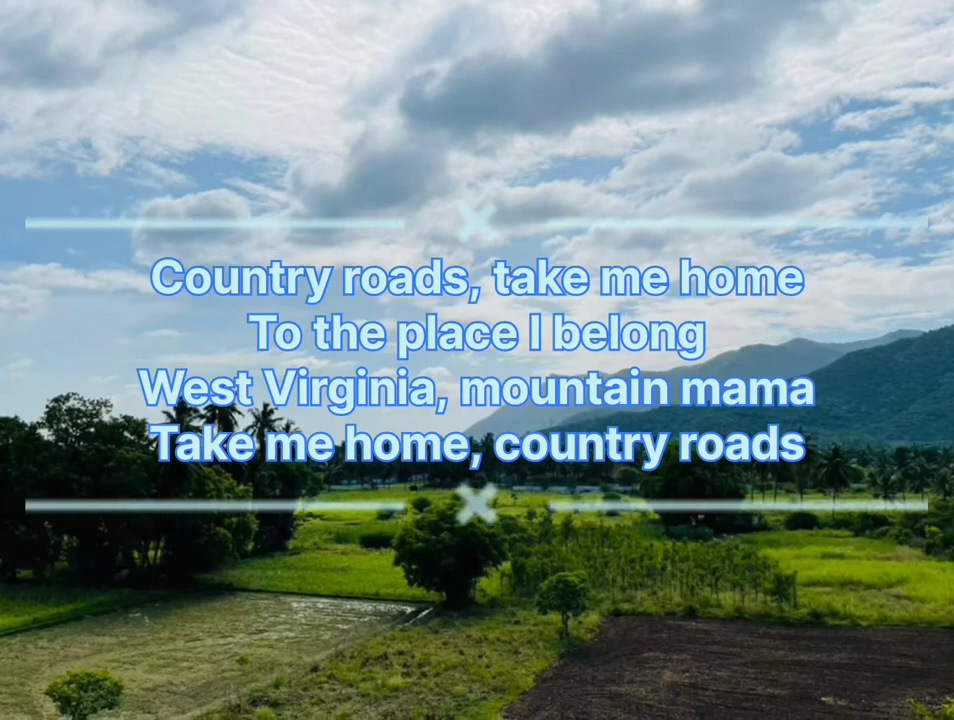 Country roads, take me home
To the place I belong
West Virginia, mountain mama
Take me home, country roads